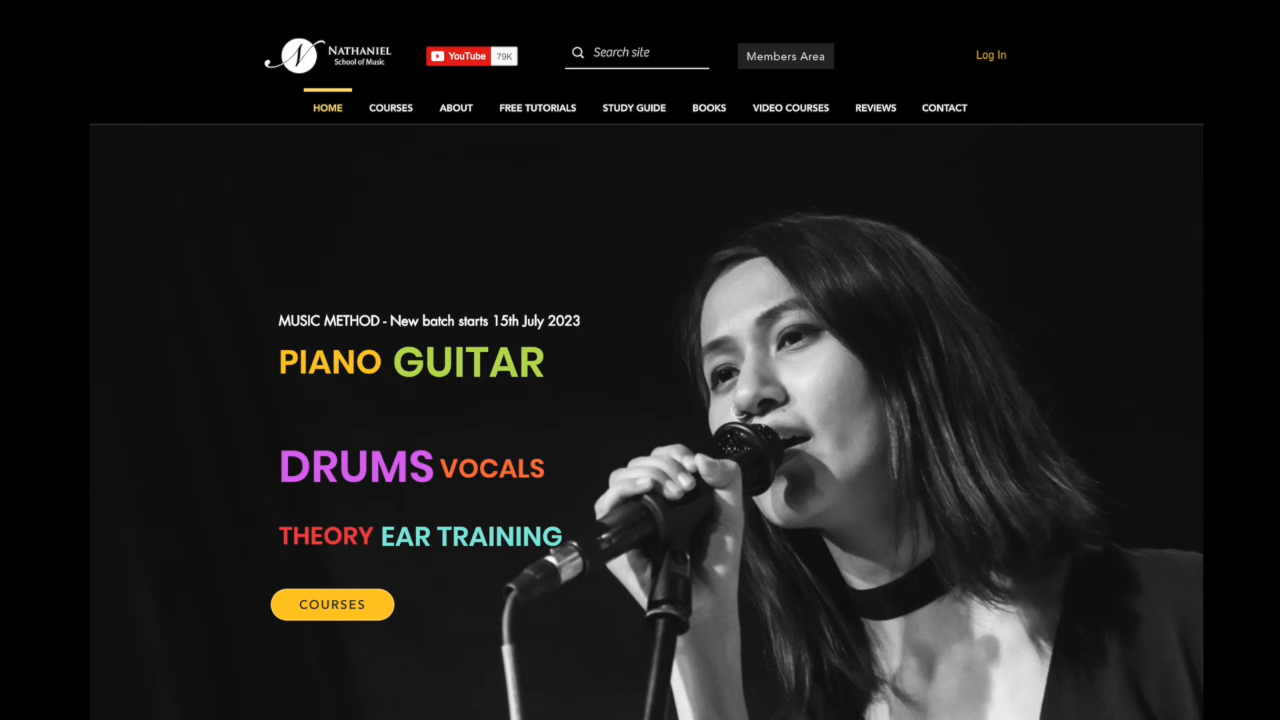 N NATHANIEL
School of Music
YouTube 79K
Search site
Members Area
Log In
HOME COURSES ABOUT FREE TUTORIALS STUDY GUIDE BOOKS VIDEO COURSES REVIEWS CONTACT
MUSIC METHOD - New batch starts 15th July 2023
PIANO GUITAR
DRUMS VOCALS
THEORY EAR TRAINING
COURSES